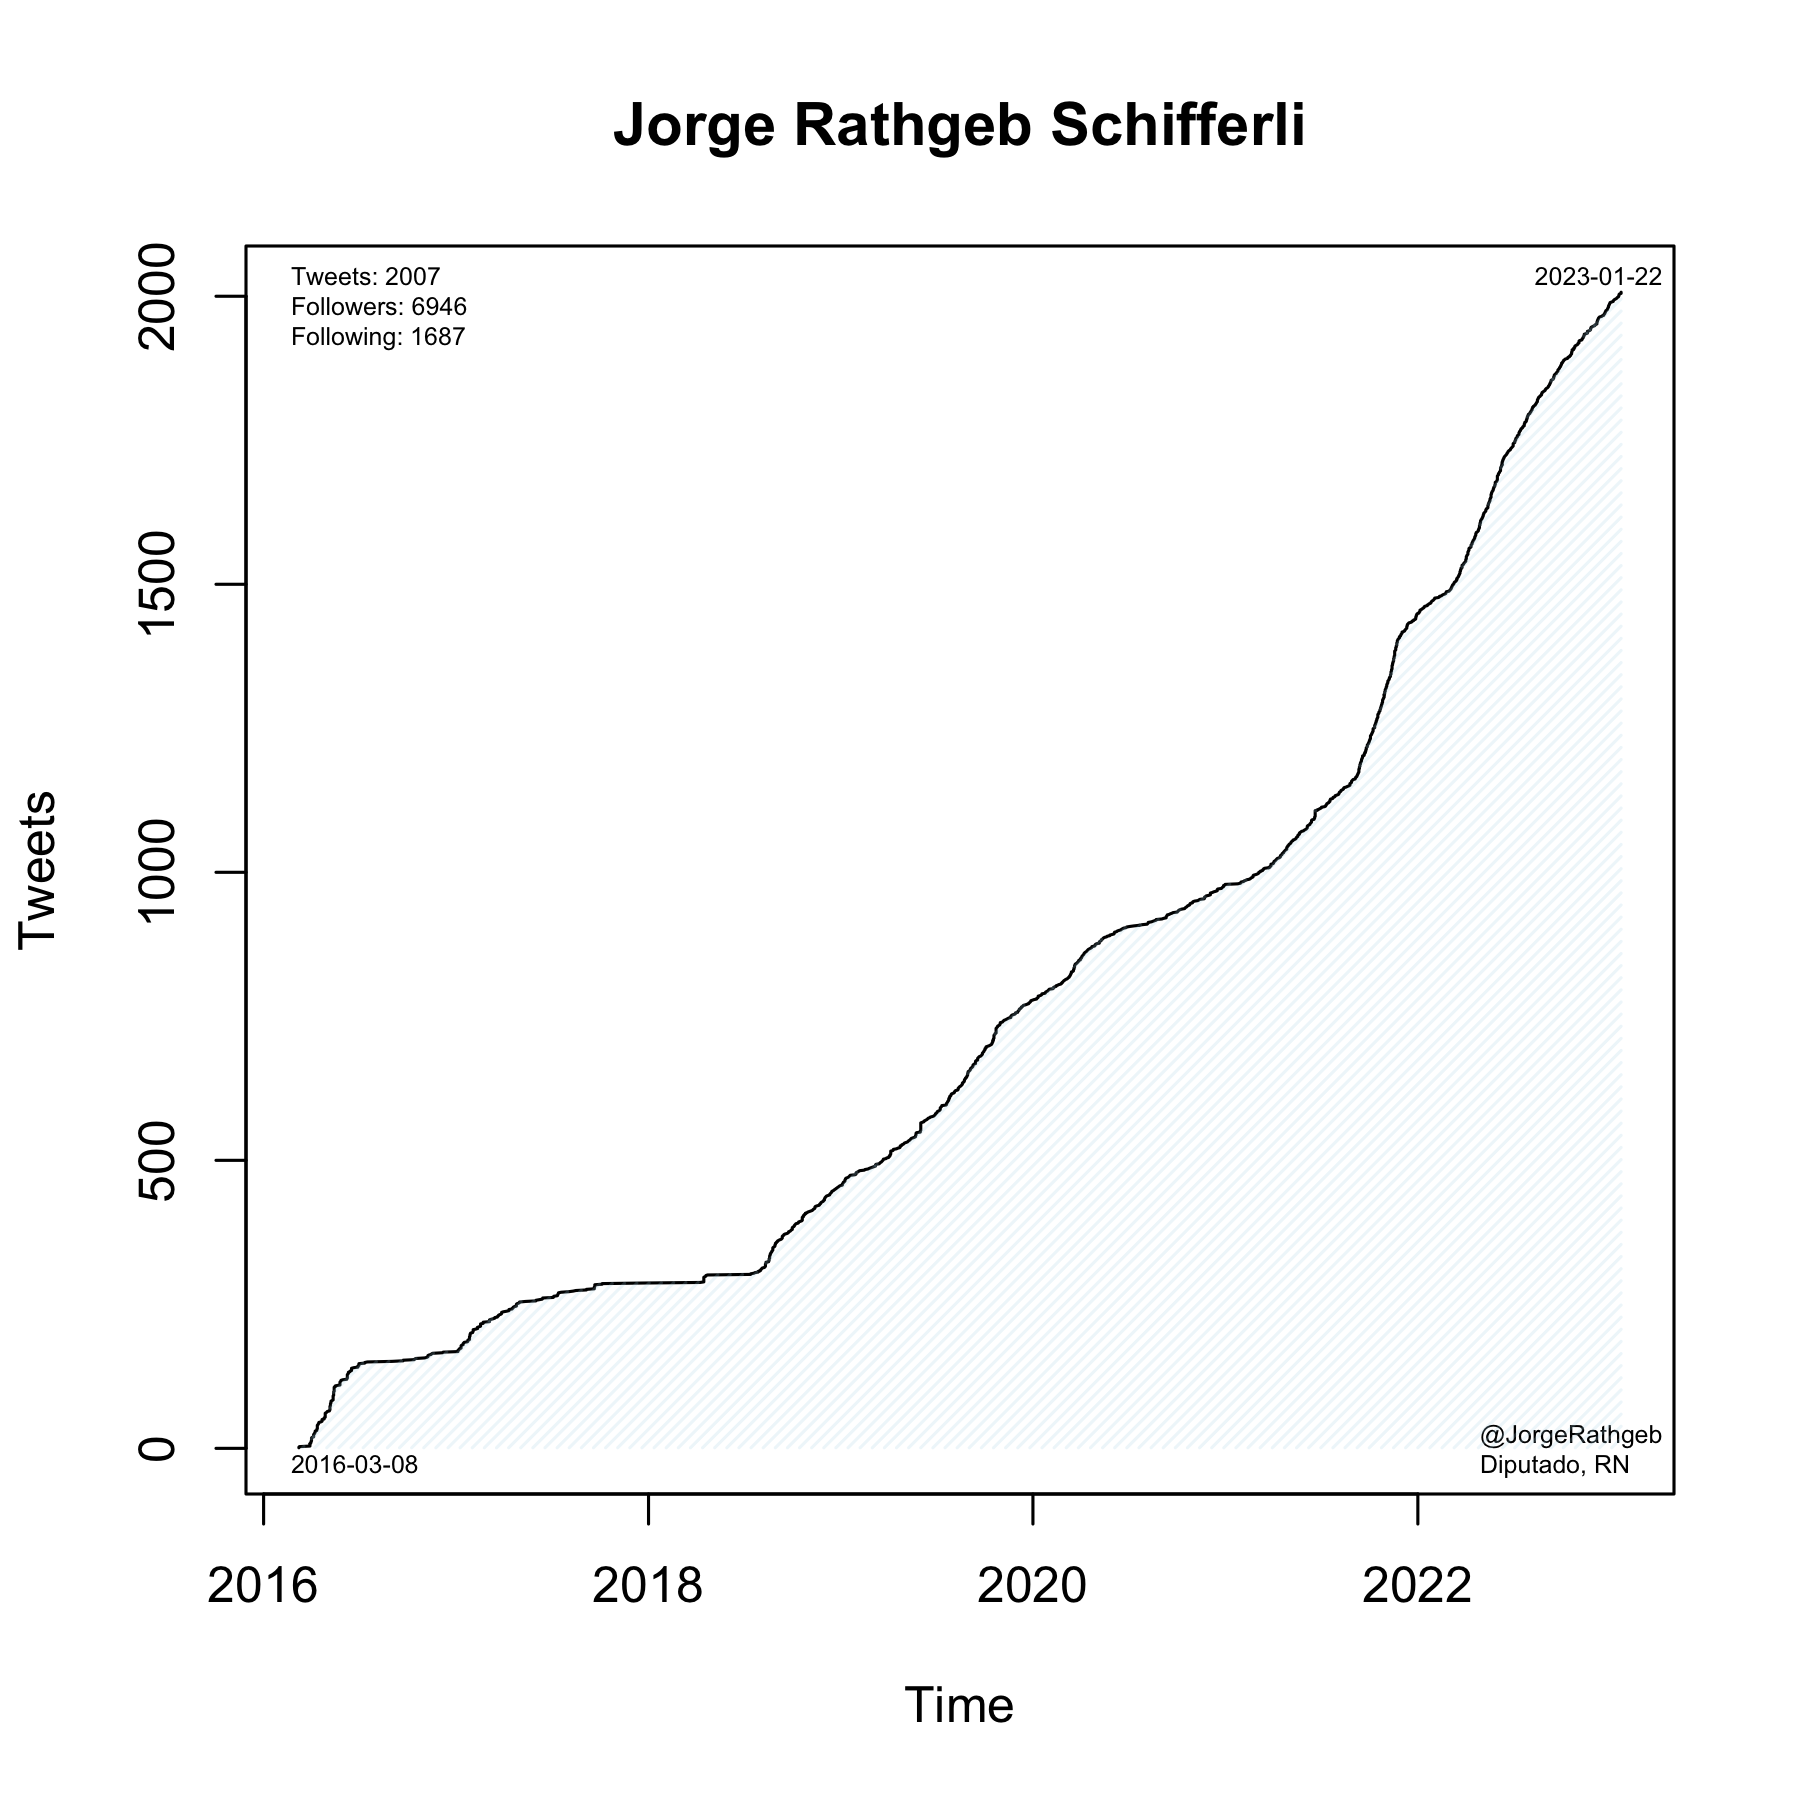 Jorge Rathgeb Schifferli
Tweets: 2007
Followers: 6946
Following: 1687
2023-01-22
2000
1500
1000
500
0
Tweets
2016-03-08
@JorgeRathgeb
Diputado, RN
2016 2018 2020 2022
Time